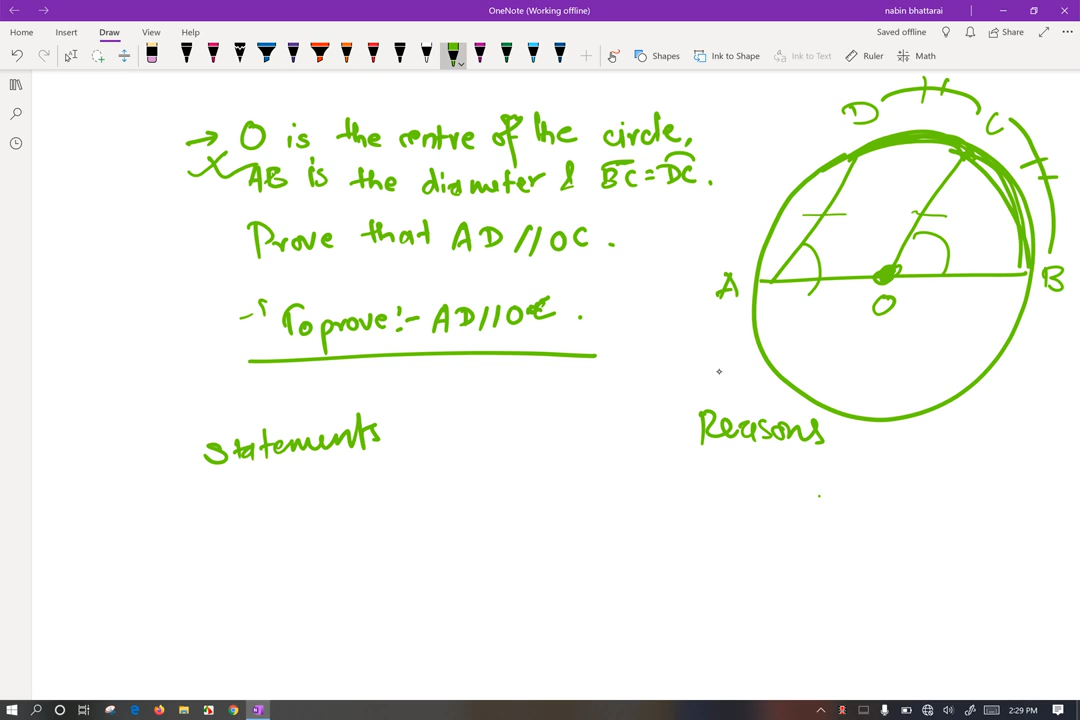 OneNote (Working offline)
nabin bhattarai
Home Insert Draw View Help
Saved offline Share
Shapes Ink to Shape Ink to Text Ruler Math
→ O is the centre of the circle,
AB is the diameter & BC = DC.
Prove that AD // OC.
To prove:- AD // OC.
Statements Reasons
D
C
A
B
O
2:29 PM